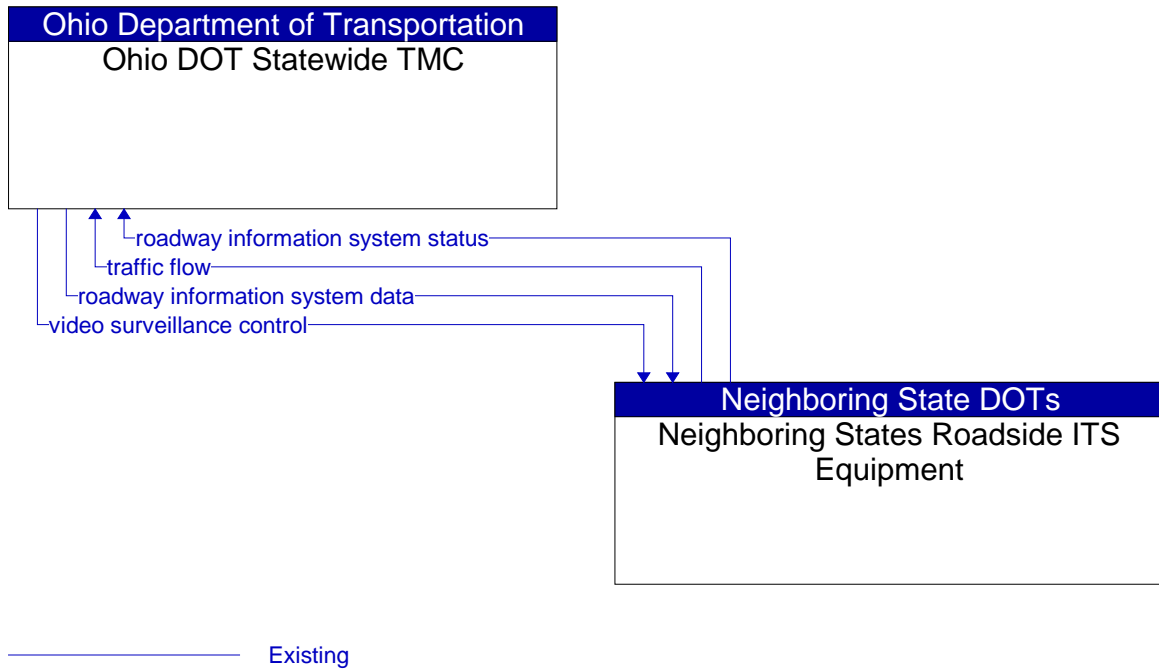 Ohio Department of Transportation
Ohio DOT Statewide TMC
roadway information system status
traffic flow
roadway information system data
video surveillance control
Neighboring State DOTs
Neighboring States Roadside ITS
Equipment
Existing